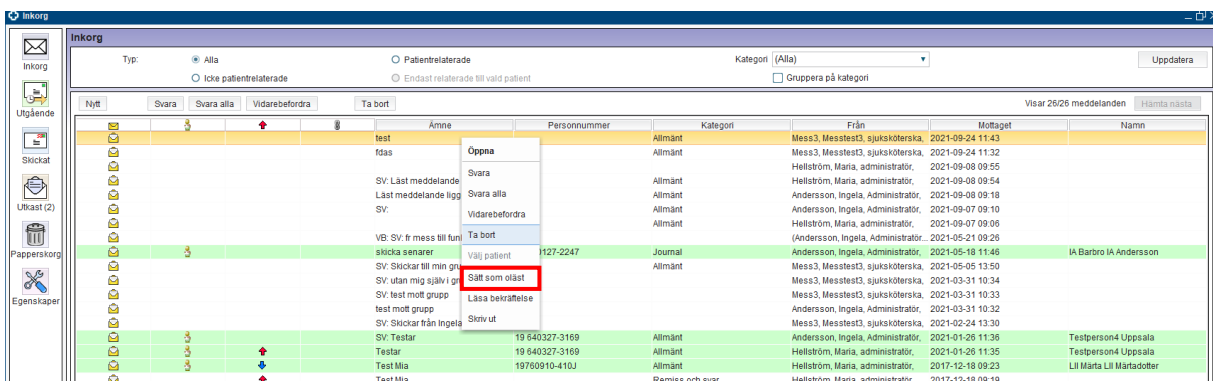 Inkorg
Inkorg
Inkorg
Utgående
Skickat
Utkast (2)
Papperskorg
Egenskaper
Typ: Alla Patientrelaterade Kategori (Alla) Uppdatera
Icke patientrelaterade Endast relaterade till vald patient Gruppera på kategori
Nytt Svara Svara alla Vidarebefordra Ta bort Visar 26/26 meddelanden Hämta nästa
Ämne Personnummer Kategori Från Mottaget Namn
test Allmänt Mess3, Messtest3, sjuksköterska, 2021-09-24 11:43
fdas Allmänt Mess3, Messtest3, sjuksköterska, 2021-09-24 11:32
Hellström, Maria, administratör, 2021-09-08 09:55
SV: Läst meddelande Allmänt Hellström, Maria, administratör, 2021-09-08 09:54
Läst meddelande ligg Allmänt Andersson, Ingela, Administratör, 2021-09-08 09:18
SV: Allmänt Andersson, Ingela, Administratör, 2021-09-07 09:10
Allmänt Hellström, Maria, administratör, 2021-09-07 09:06
VB: SV: fr mess till fun (Andersson, Ingela, Administratör... 2021-05-21 09:26
skicka senarer 0127-2247 Journal Andersson, Ingela, Administratör, 2021-05-18 11:46 IA Barbro IA Andersson
SV: Skickar till min gru Allmänt Mess3, Messtest3, sjuksköterska, 2021-05-05 13:50
SV: utan mig själv i gr Mess3, Messtest3, sjuksköterska, 2021-03-31 10:34
SV: test mott grupp Mess3, Messtest3, sjuksköterska, 2021-03-31 10:33
test mott grupp Andersson, Ingela, Administratör, 2021-03-31 10:32
SV: Skickar från Ingela Mess3, Messtest3, sjuksköterska, 2021-02-24 13:30
SV: Testar 19 640327-3169 Allmänt Andersson, Ingela, Administratör, 2021-01-26 11:36 Testperson4 Uppsala
Testar 19 640327-3169 Allmänt Hellström, Maria, administratör, 2021-01-26 11:35 Testperson4 Uppsala
Test Mia 19760910-410J Allmänt Hellström, Maria, administratör, 2017-12-18 09:23 LII Märta LII Märtadotter
Test Mia Remiss och svar Hellström, Maria, administratör, 2017-12-18 09:19
Öppna
Svara
Svara alla
Vidarebefordra
Ta bort
Välj patient
Sätt som oläst
Läsa bekräftelse
Skriv ut